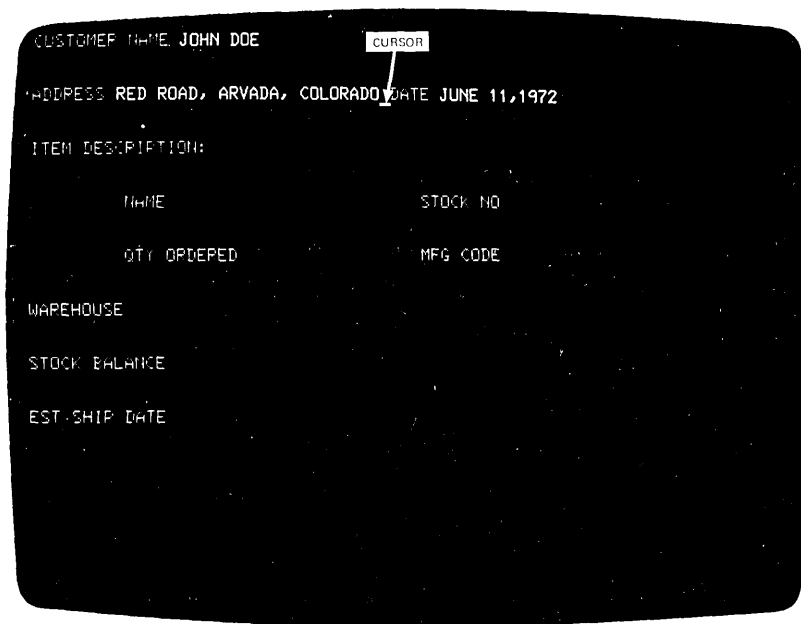 CUSTOMER NAME JOHN DOE
CURSOR
ADDRESS RED ROAD, ARVADA, COLORADO DATE JUNE 11,1972
ITEM DESCRIPTION:
NAME STOCK NO
QTY ORDERED MFG CODE
WAREHOUSE
STOCK BALANCE
EST SHIP DATE